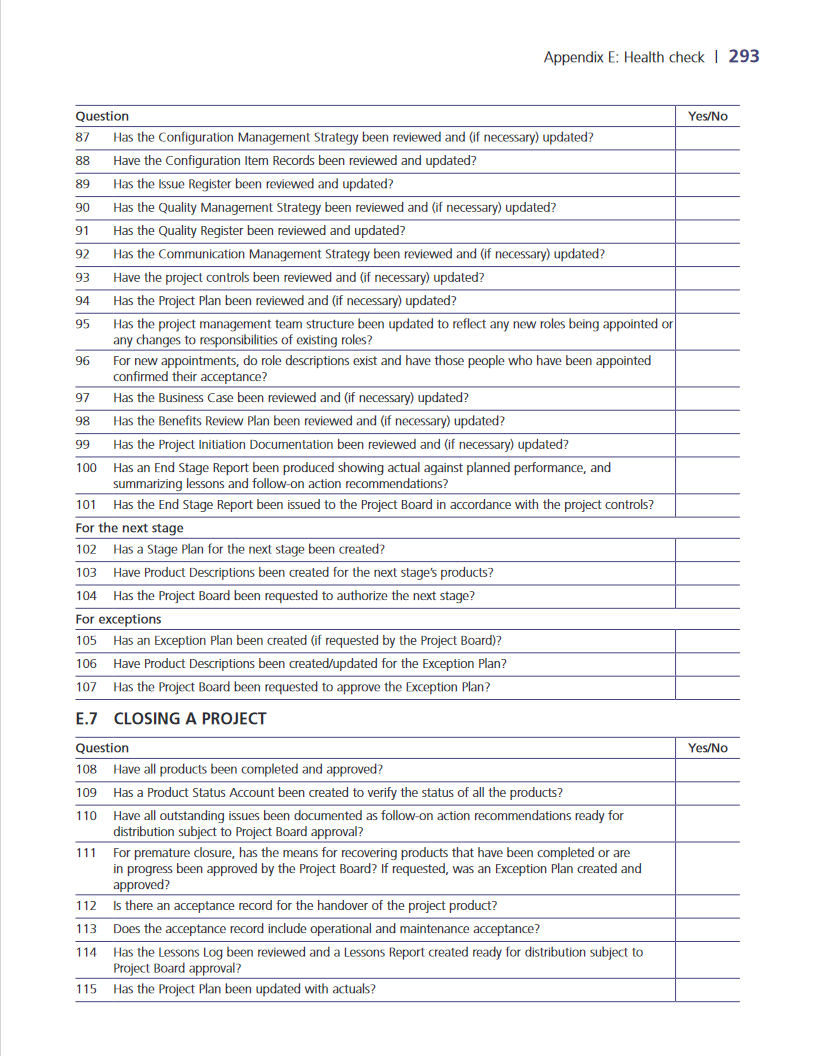 Appendix E: Health check | 293
Question Yes/No
87 Has the Configuration Management Strategy been reviewed and (if necessary) updated?
88 Have the Configuration Item Records been reviewed and updated?
89 Has the Issue Register been reviewed and updated?
90 Has the Quality Management Strategy been reviewed and (if necessary) updated?
91 Has the Quality Register been reviewed and updated?
92 Has the Communication Management Strategy been reviewed and (if necessary) updated?
93 Have the project controls been reviewed and (if necessary) updated?
94 Has the Project Plan been reviewed and (if necessary) updated?
95 Has the project management team structure been updated to reflect any new roles being appointed or
any changes to responsibilities of existing roles?
96 For new appointments, do role descriptions exist and have those people who have been appointed
confirmed their acceptance?
97 Has the Business Case been reviewed and (if necessary) updated?
98 Has the Benefits Review Plan been reviewed and (if necessary) updated?
99 Has the Project Initiation Documentation been reviewed and (if necessary) updated?
100 Has an End Stage Report been produced showing actual against planned performance, and
summarizing lessons and follow-on action recommendations?
101 Has the End Stage Report been issued to the Project Board in accordance with the project controls?
For the next stage
102 Has a Stage Plan for the next stage been created?
103 Have Product Descriptions been created for the next stage's products?
104 Has the Project Board been requested to authorize the next stage?
For exceptions
105 Has an Exception Plan been created (if requested by the Project Board)?
106 Have Product Descriptions been created/updated for the Exception Plan?
107 Has the Project Board been requested to approve the Exception Plan?
E.7 CLOSING A PROJECT
Question Yes/No
108 Have all products been completed and approved?
109 Has a Product Status Account been created to verify the status of all the products?
110 Have all outstanding issues been documented as follow-on action recommendations ready for
distribution subject to Project Board approval?
111 For premature closure, has the means for recovering products that have been completed or are
in progress been approved by the Project Board? If requested, was an Exception Plan created and
approved?
112 Is there an acceptance record for the handover of the project product?
113 Does the acceptance record include operational and maintenance acceptance?
114 Has the Lessons Log been reviewed and a Lessons Report created ready for distribution subject to
Project Board approval?
115 Has the Project Plan been updated with actuals?